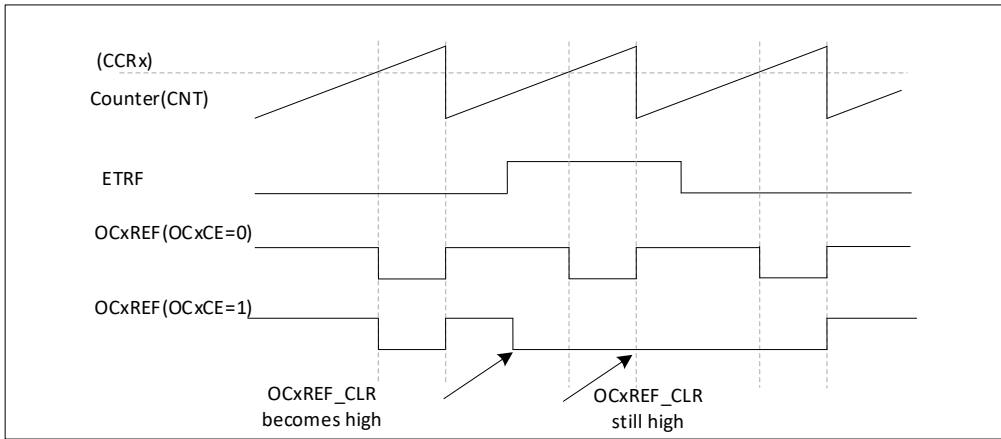 (CCRx)
Counter(CNT)
ETRF
OCxREF(OCxCE=0)
OCxREF(OCxCE=1)
OCxREF_CLR
becomes high
OCxREF_CLR
still high